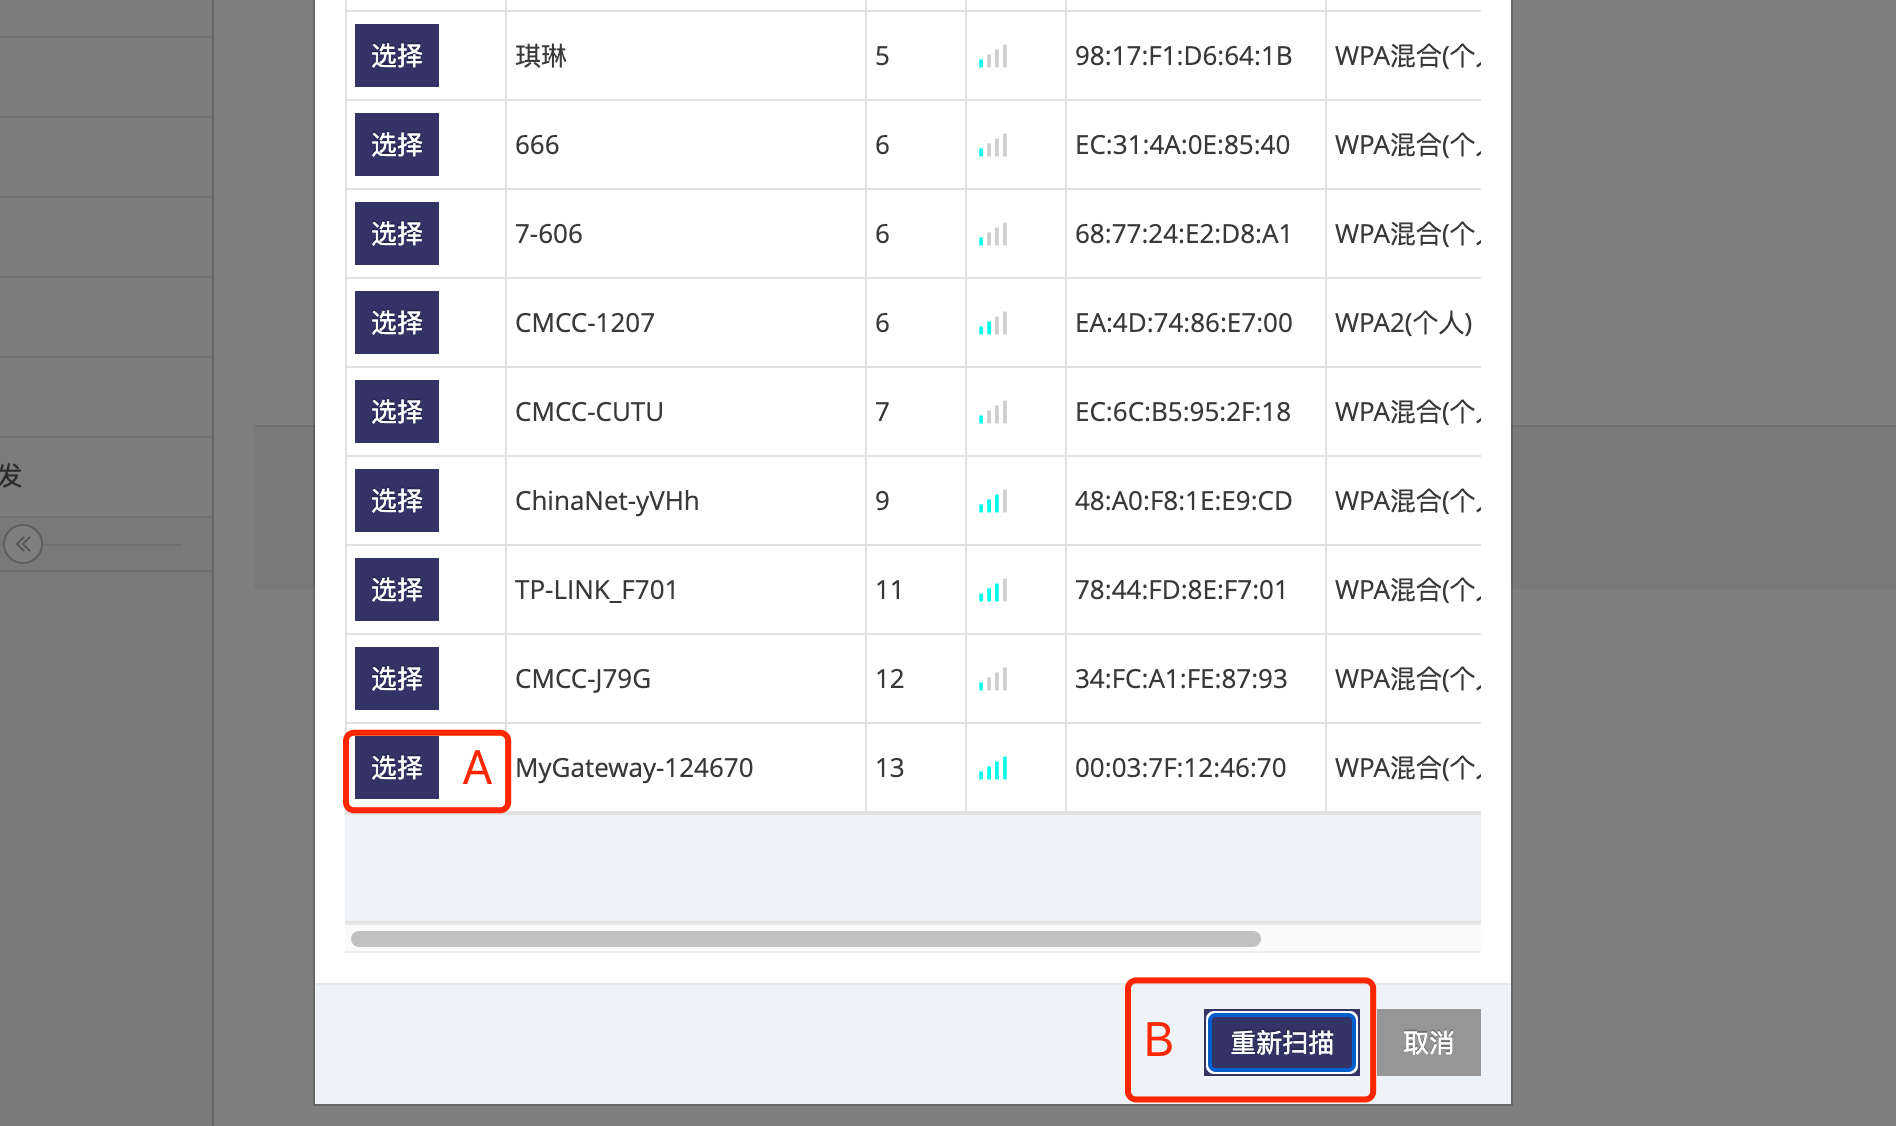 选择 琪琳 5 98:17:F1:D6:64:1B WPA混合(个人
选择 666 6 EC:31:4A:0E:85:40 WPA混合(个人
选择 7-606 6 68:77:24:E2:D8:A1 WPA混合(个人
选择 CMCC-1207 6 EA:4D:74:86:E7:00 WPA2(个人)
选择 CMCC-CUTU 7 EC:6C:B5:95:2F:18 WPA混合(个人
发
选择 ChinaNet-yVHh 9 48:A0:F8:1E:E9:CD WPA混合(个人
选择 TP-LINK_F701 11 78:44:FD:8E:F7:01 WPA混合(个人
选择 CMCC-J79G 12 34:FC:A1:FE:87:93 WPA混合(个人
选择 A MyGateway-124670 13 00:03:7F:12:46:70 WPA混合(个人
B 重新扫描 取消